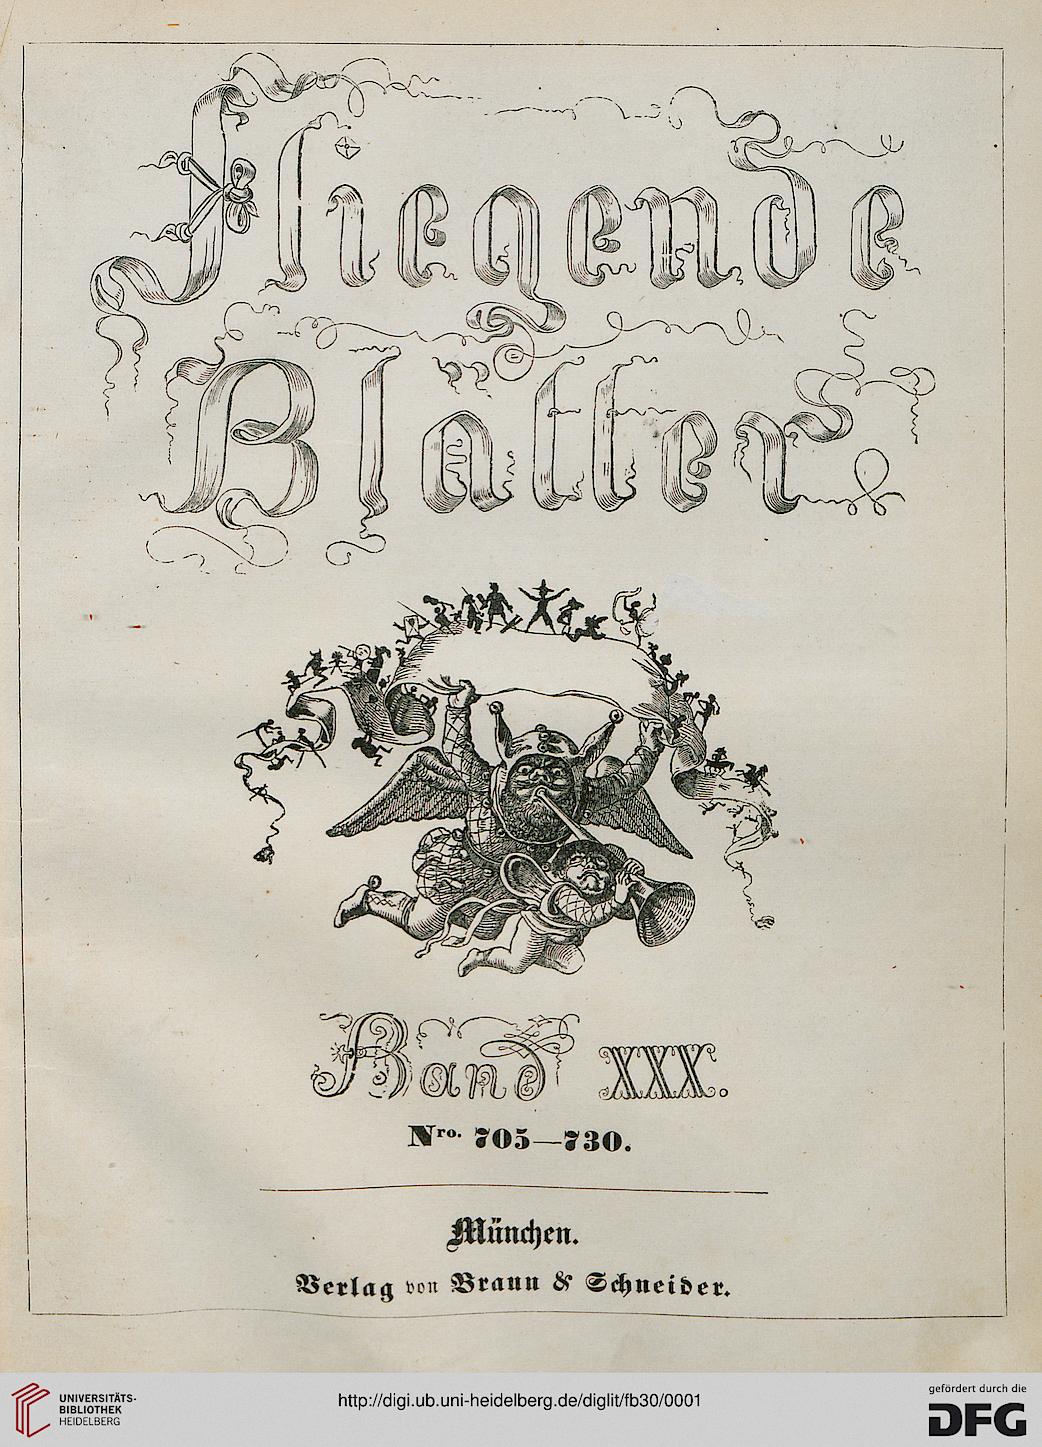 Fliegende
Blätter.
Band XXX.
Nro. 705—730.
München.
Verlag von Braun & Schneider.
UNIVERSITÄTS-
BIBLIOTHEK
HEIDELBERG
http://digi.ub.uni-heidelberg.de/diglit/fb30/0001
gefördert durch die
DFG